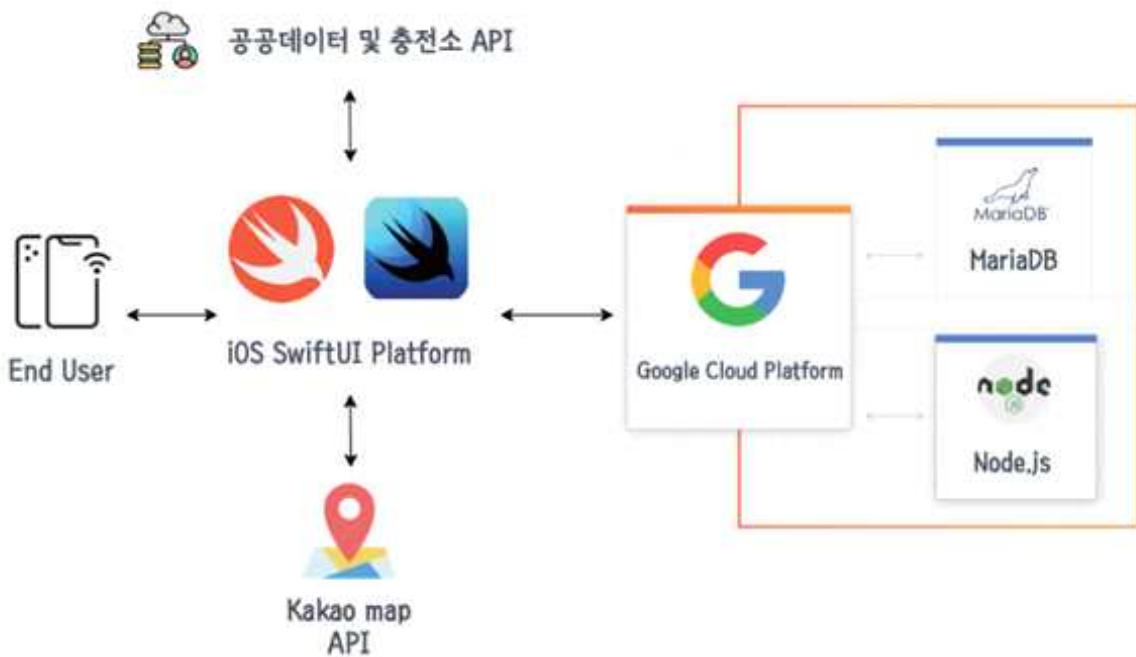 공공데이터 및 충전소 API
MariaDB
MariaDB
End User
iOS SwiftUI Platform
Google Cloud Platform
node
JS
Node.js
Kakao map
API